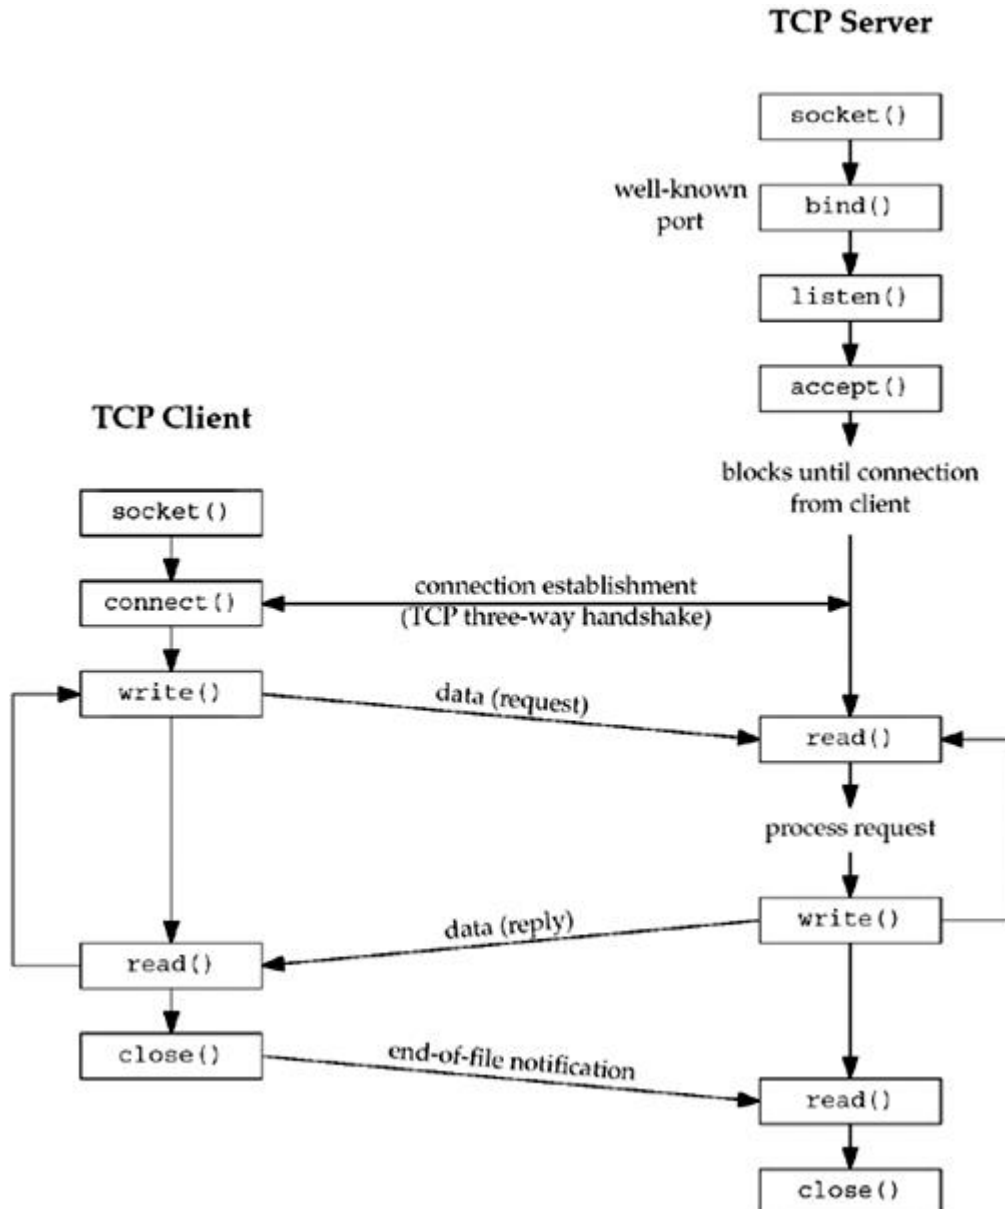 TCP Server
socket()
well-known
port
bind()
listen()
accept()
TCP Client
blocks until connection
from client
socket()
connect()
connection establishment
(TCP three-way handshake)
write()
data (request)
read()
process request
write()
data (reply)
read()
close()
end-of-file notification
read()
close()